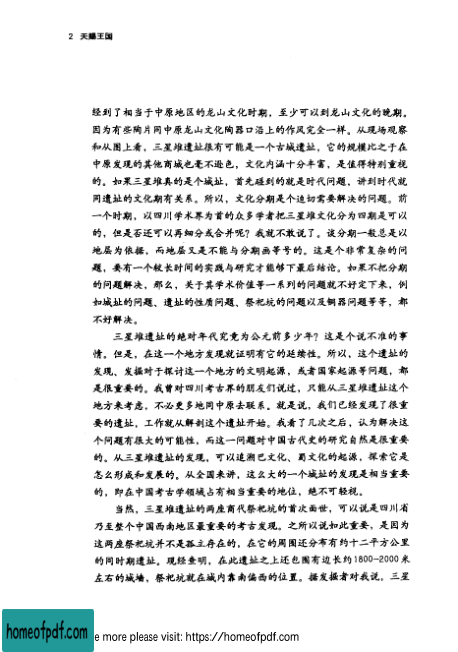 2 天赐王国
经到了相当于中原地区的龙山文化时期，至少可以到龙山文化的晚期。
因为有些陶片同中原龙山文化陶器口沿上的作风完全一样。从现场观察
和从图上看，三星堆遗址很有可能是一个古城遗址，它的规模比之于在
中原发现的其他商城也毫不逊色，文化内涵十分丰富，是值得特别重视
的。如果三星堆真的是个城址，首先碰到的就是时代问题，讲到时代就
同遗址的文化期有关系。所以，文化分期是个迫切需要解决的问题。前
一个时期，以四川学术界为首的众多学者把三星堆文化分为四期是可以
的，但是否还可以再细分或合并呢？我就不敢说了。谈分期一般总是以
地层为依据，而地层又是不能与分期画等号的。这是个非常复杂的问
题，要有一个较长时间的实践与研究才能够下最后结论。如果不把分期
的问题解决，那么，关于其学术价值等一系列的问题就不好定下来，例
如城址的问题、遗址的性质问题、祭祀坑的问题以及铜器问题等等，都
不好解决。
三星堆遗址的绝对年代究竟为公元前多少年？这是个说不准的事
情。但是，在这一个地方发现就证明有它的延续性。所以，这个遗址的
发现、发掘对于探讨这一个地方的文明起源，或者国家起源等问题，都
是很重要的。我曾对四川考古界的朋友们说过，只能从三星堆遗址这个
地方来考虑，不必更多地同中原去联系。就是说，我们已经发现了很重
要的遗址，工作就从解剖这个遗址开始。我看了几次之后，认为解决这
个问题有很大的可能性，而这一问题对中国古代史的研究自然是很重要
的。从三星堆遗址的发现，可以追溯巴文化、蜀文化的起源，探索它是
怎么形成和发展的。从全国来讲，这么大的一个城址的发现是相当重要
的，即在中国考古学领域占有相当重要的地位，绝不可轻视。
当然，三星堆遗址的两座商代祭祀坑的首次面世，可以说是四川省
乃至整个中国西南地区最重要的考古发现。之所以说如此重要，是因为
这两座祭祀坑并不是孤立存在的，在它的周围还分布有约十二平方公里
的同时期遗址。现经查明，在此遗址之上还包围有边长约1800-2000米
左右的城墙，祭祀坑就在城内靠南偏西的位置。据发掘者对我说，三星
homeofpdf.com
e more please visit: https://homeofpdf.com